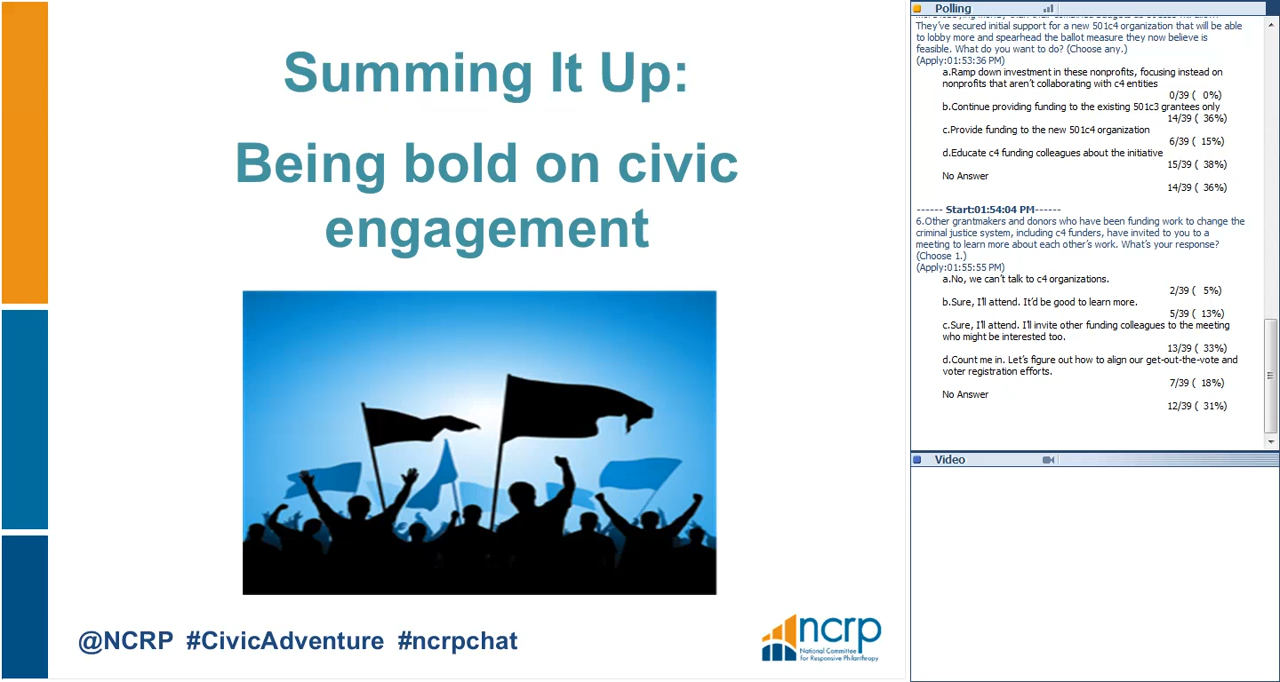 Summing It Up:
Being bold on civic
engagement
@NCRP #CivicAdventure #ncrpchat
ncrp
National Committee
for Responsive Philanthropy
Polling
They've secured initial support for a new 501c4 organization that will be able
to lobby more and spearhead the ballot measure they now believe is
feasible. What do you want to do? (Choose any.)
(Apply:01:53:36 PM)
a.Ramp down investment in these nonprofits, focusing instead on
nonprofits that aren't collaborating with c4 entities
0/39 ( 0%)
b.Continue providing funding to the existing 501c3 grantees only
14/39 ( 36%)
c.Provide funding to the new 501c4 organization
6/39 ( 15%)
d.Educate c4 funding colleagues about the initiative
15/39 ( 38%)
No Answer
14/39 ( 36%)
------ Start:01:54:04 PM------
6.Other grantmakers and donors who have been funding work to change the
criminal justice system, including c4 funders, have invited to you to a
meeting to learn more about each other's work. What's your response?
(Choose 1.)
(Apply:01:55:55 PM)
a.No, we can't talk to c4 organizations.
2/39 ( 5%)
b.Sure, I'll attend. It'd be good to learn more.
5/39 ( 13%)
c.Sure, I'll attend. I'll invite other funding colleagues to the meeting
who might be interested too.
13/39 ( 33%)
d.Count me in. Let's figure out how to align our get-out-the-vote and
voter registration efforts.
7/39 ( 18%)
No Answer
12/39 ( 31%)
Video